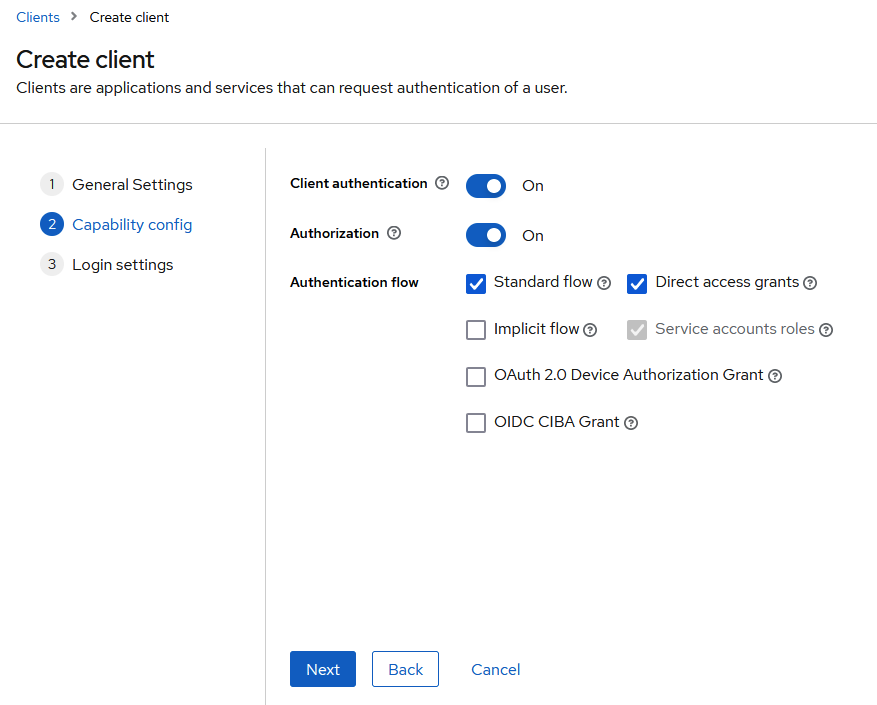 Clients > Create client
Create client
Clients are applications and services that can request authentication of a user.
1 General Settings
2 Capability config
3 Login settings
Client authentication ? On
Authorization ? On
Authentication flow Standard flow ? Direct access grants ?
Implicit flow ? Service accounts roles ?
OAuth 2.0 Device Authorization Grant ?
OIDC CIBA Grant ?
Next Back Cancel